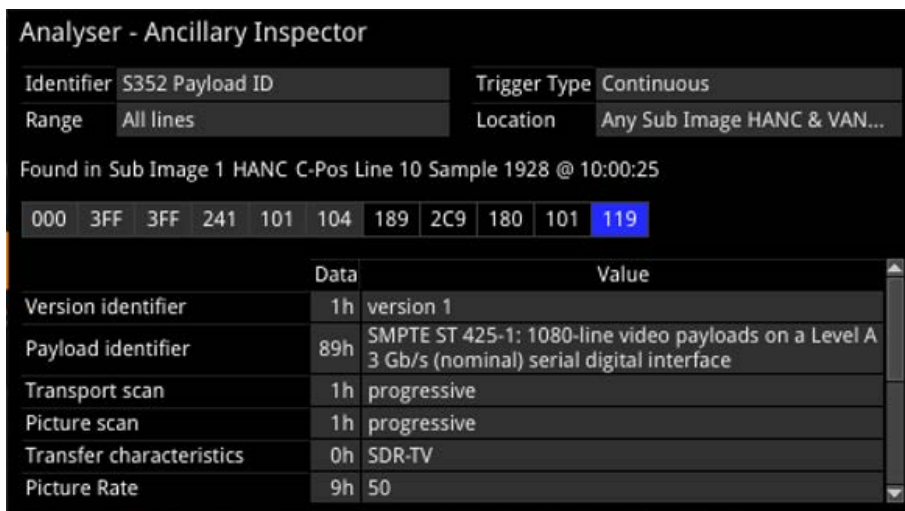 Analyser - Ancillary Inspector
Identifier S352 Payload ID Trigger Type Continuous
Range All lines Location Any Sub Image HANC & VAN...
Found in Sub Image 1 HANC C-Pos Line 10 Sample 1928 @ 10:00:25
000 3FF 3FF 241 101 104 189 2C9 180 101 119
Data Value
Version identifier 1h version 1
Payload identifier 89h SMPTE ST 425-1: 1080-line video payloads on a Level A
3 Gb/s (nominal) serial digital interface
Transport scan 1h progressive
Picture scan 1h progressive
Transfer characteristics 0h SDR-TV
Picture Rate 9h 50